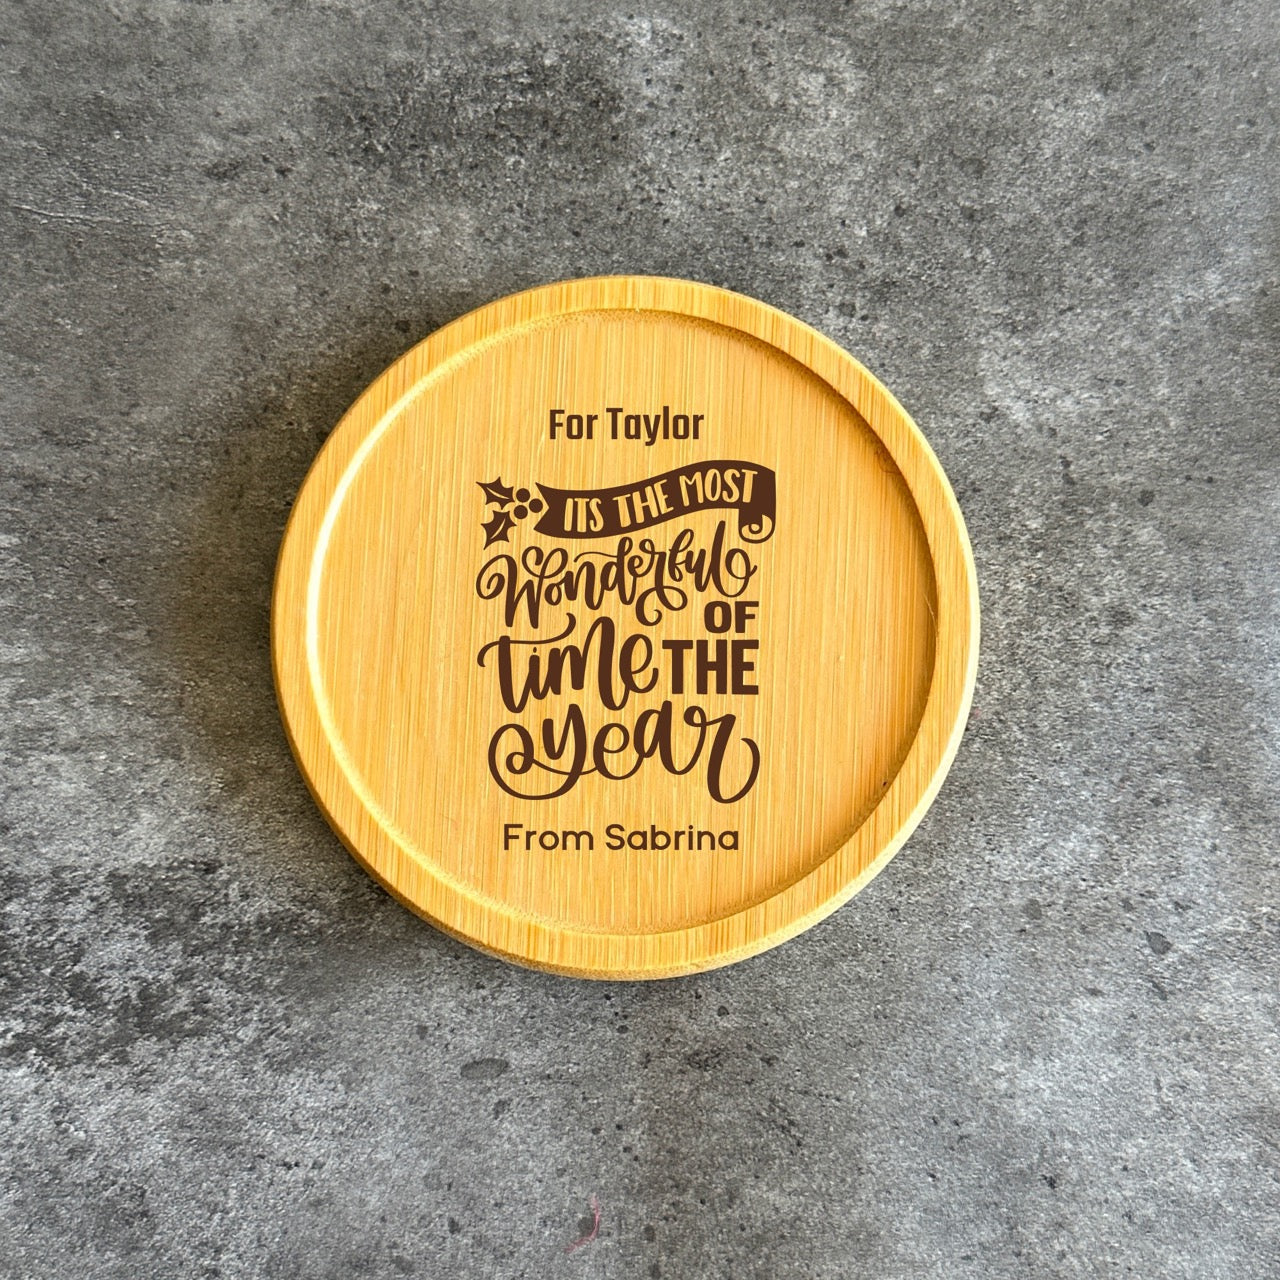 For Taylor
ITS THE MOST
Wonderful
OF
time THE
year
From Sabrina